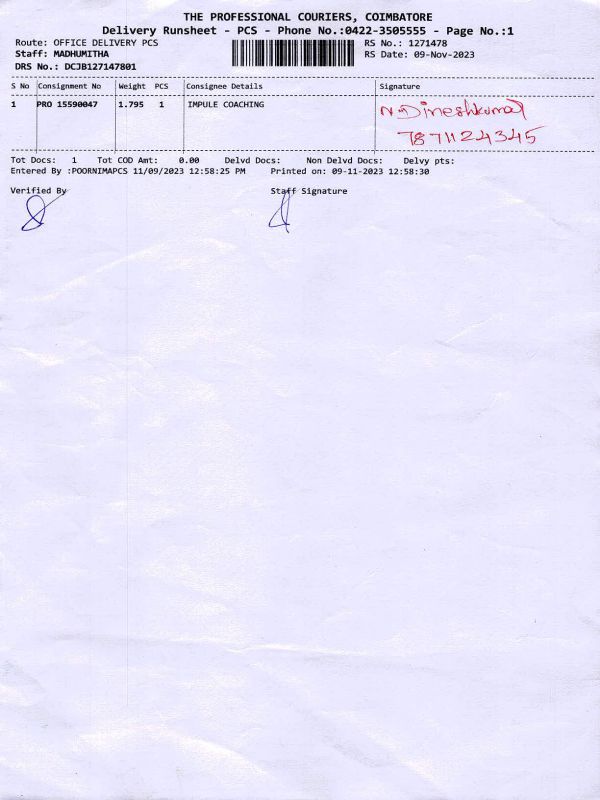 THE PROFESSIONAL COURIERS, COIMBATORE
Delivery Runsheet - PCS - Phone No.:0422-3505555 - Page No.:1
Route: OFFICE DELIVERY PCS RS No.: 1271478
Staff: MADHUMITHA RS Date: 09-Nov-2023
DRS No.: DCJB127147801
S No Consignment No Weight PCS Consignee Details Signature
1 PRO 15590047 1.795 1 IMPULE COACHING N.Dineshkumar
7871124345
Tot Docs: 1 Tot COD Amt: 0.00 Delvd Docs: Non Delvd Docs: Delvy pts:
Entered By :POORNIMAPCS 11/09/2023 12:58:25 PM Printed on: 09-11-2023 12:58:30
Verified By Staff Signature